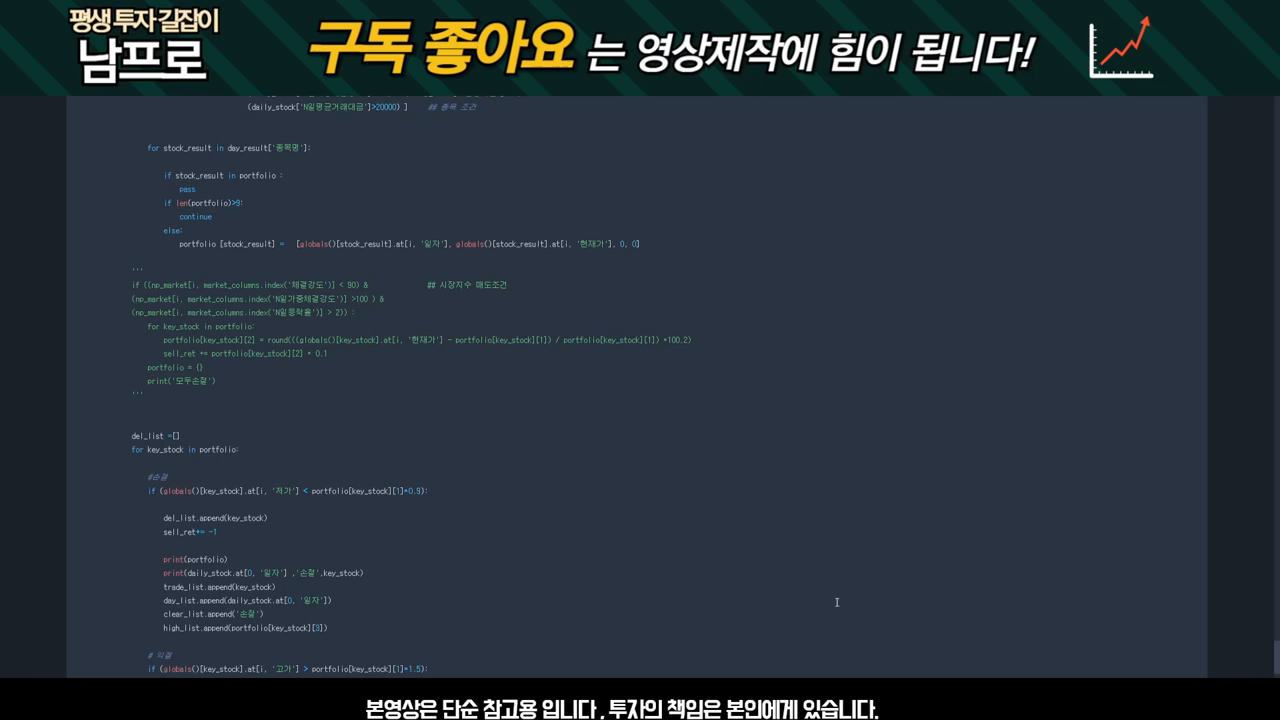 평생 투자 길잡이
남프로
구독 좋아요 는 영상제작에 힘이 됩니다!
(daily_stock['N일평균거래대금']>20000) ]    ## 종목 조건
for stock_result in day_result['종목명']:
if stock_result in portfolio :
pass
if len(portfolio)>9:
continue
else:
portfolio [stock_result] =   [globals()[stock_result].at[i, '일자'], globals()[stock_result].at[i, '현재가'], 0, 0]
'''
if ((np_market[i, market_columns.index('체결강도')] < 90) &    ## 시장지수 매도조건
(np_market[i, market_columns.index('N일가중체결강도')] >100 ) &
(np_market[i, market_columns.index('N일등락율')] > 2)) :
for key_stock in portfolio:
portfolio[key_stock][2] = round(((globals()[key_stock].at[i, '현재가'] - portfolio[key_stock][1]) / portfolio[key_stock][1]) *100,2)
sell_ret += portfolio[key_stock][2] * 0.1
portfolio = {}
print('모두손절')
'''
del_list =[]
for key_stock in portfolio:
#손절
if (globals()[key_stock].at[i, '저가'] < portfolio[key_stock][1]*0.9):
del_list.append(key_stock)
sell_ret+= -1
print(portfolio)
print(daily_stock.at[0, '일자'] ,'손절',key_stock)
trade_list.append(key_stock)
day_list.append(daily_stock.at[0, '일자'])
clear_list.append('손절')
high_list.append(portfolio[key_stock][3])
# 익절
if (globals()[key_stock].at[i, '고가'] > portfolio[key_stock][1]*1.5):
본영상은 단순 참고용 입니다 , 투자의 책임은 본인에게 있습니다.